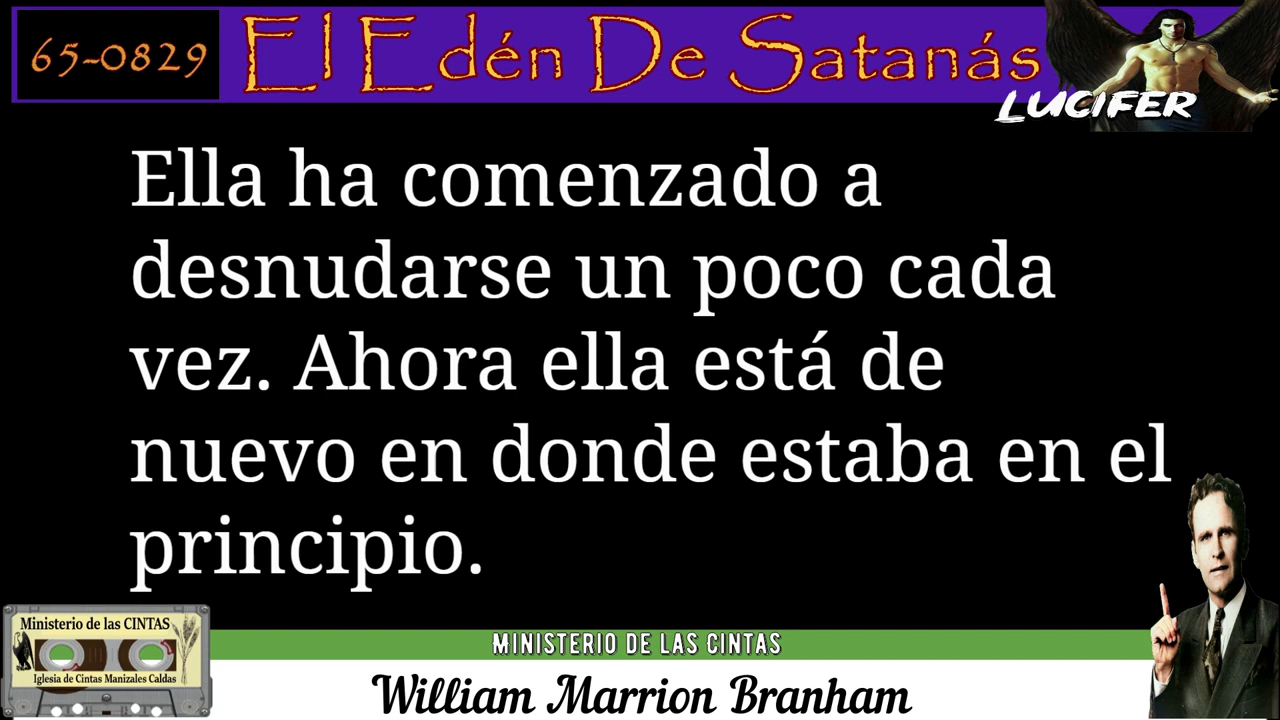 65-0829
El Edén De Satanás
LUCIFER
Ella ha comenzado a
desnudarse un poco cada
vez. Ahora ella está de
nuevo en donde estaba en el
principio.
Ministerio de las CINTAS
Iglesia de Cintas Manizales Caldas
MINISTERIO DE LAS CINTAS
William Marrion Branham